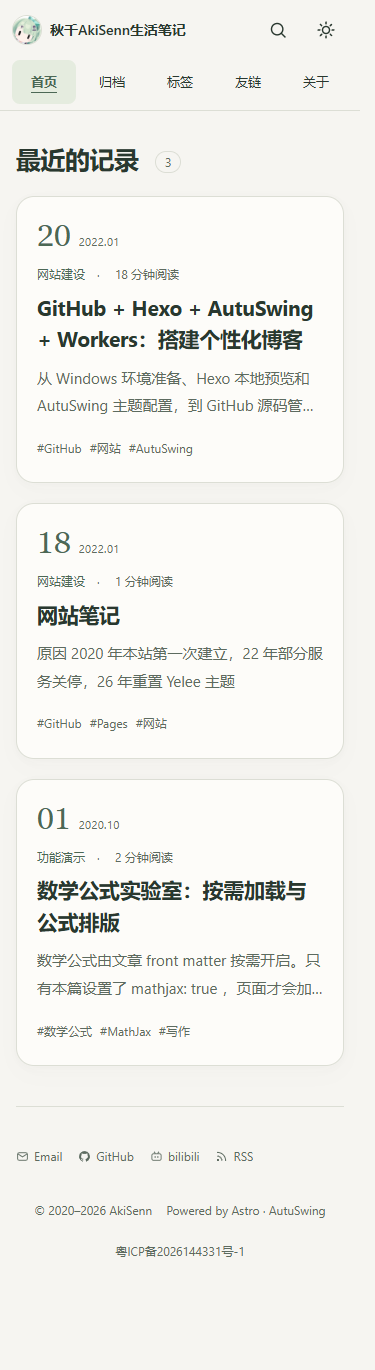 秋千AkiSenn生活笔记
首页 归档 标签 友链 关于
最近的记录 3
20 2022.01
网站建设 · 18 分钟阅读
GitHub + Hexo + AutuSwing
+ Workers：搭建个性化博客
从 Windows 环境准备、Hexo 本地预览和
AutuSwing 主题配置，到 GitHub 源码管...
#GitHub #网站 #AutuSwing
18 2022.01
网站建设 · 1 分钟阅读
网站笔记
原因 2020 年本站第一次建立，22 年部分服
务关停，26 年重置 Yelee 主题
#GitHub #Pages #网站
01 2020.10
功能演示 · 2 分钟阅读
数学公式实验室：按需加载与
公式排版
数学公式由文章 front matter 按需开启。只
有本篇设置了 mathjax: true ，页面才会加...
#数学公式 #MathJax #写作
Email GitHub bilibili RSS
© 2020–2026 AkiSenn Powered by Astro · AutuSwing
粤ICP备2026144331号-1